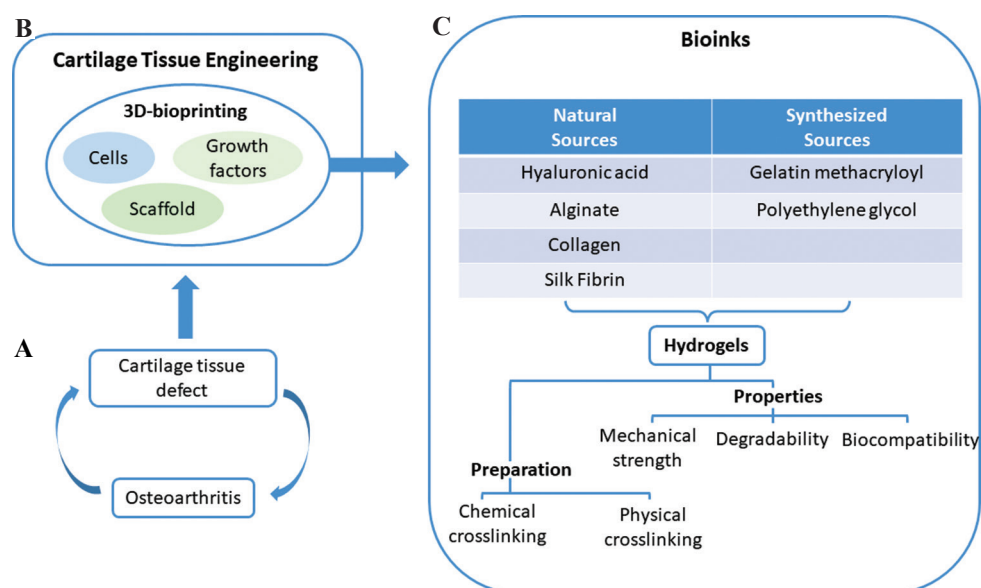 B
Cartilage Tissue Engineering
3D-bioprinting
Cells
Growth
factors
Scaffold
A
Cartilage tissue
defect
Osteoarthritis
C
Bioinks
Natural
Sources
Synthesized
Sources
Hyaluronic acid
Gelatin methacryloyl
Alginate
Polyethylene glycol
Collagen
Silk Fibrin
Hydrogels
Properties
Mechanical
strength
Degradability
Biocompatibility
Preparation
Chemical
crosslinking
Physical
crosslinking